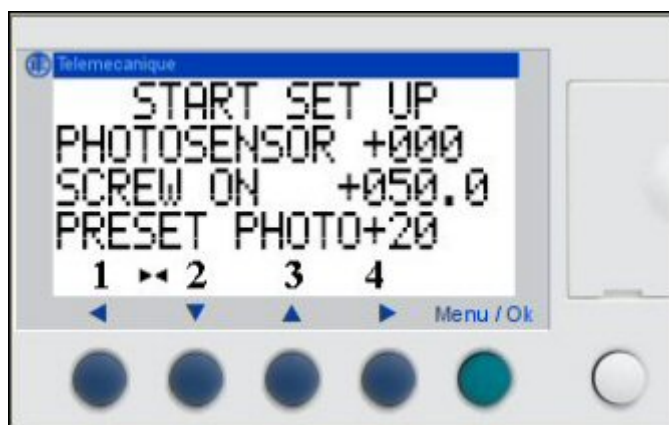 Telemecanique
START SET UP
PHOTOSENSOR +000
SCREW ON +050.0
PRESET PHOTO+20
1 2 3 4
Menu / Ok